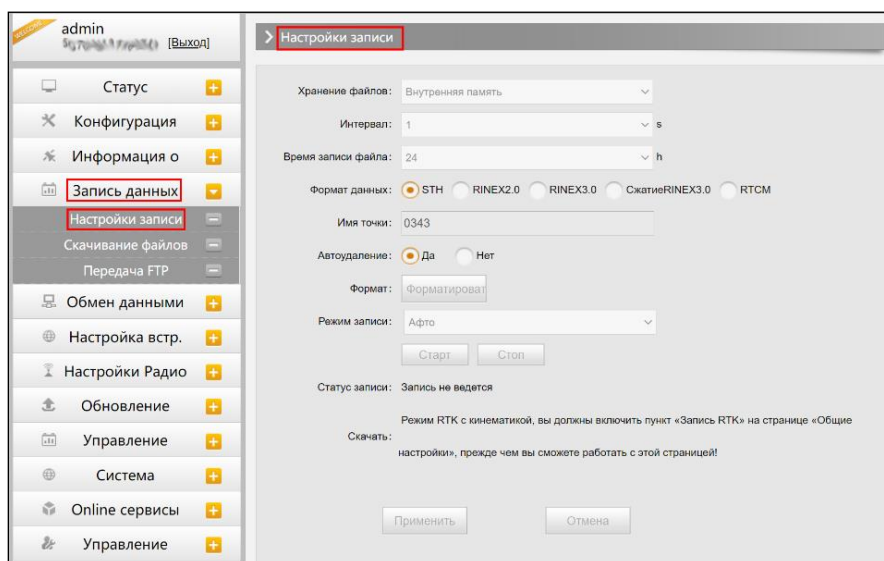 WELCOME
admin
[Выход]
Статус
Конфигурация
Информация о
Запись данных
Настройки записи
Скачивание файлов
Передача FTP
Обмен данными
Настройка встр.
Настройки Радио
Обновление
Управление
Система
Online сервисы
Управление
Настройки записи
Хранение файлов: Внутренняя память
Интервал: 1 s
Время записи файла: 24 h
Формат данных: STH RINEX2.0 RINEX3.0 СжатиеRINEX3.0 RTCM
Имя точки: 0343
Автоудаление: Да Нет
Формат: Форматироват
Режим записи: Афто
Старт Стоп
Статус записи: Запись не ведется
Скачать: Режим RTK с кинематикой, вы должны включить пункт «Запись RTK» на странице «Общие
настройки», прежде чем вы сможете работать с этой страницей!
Применить Отмена